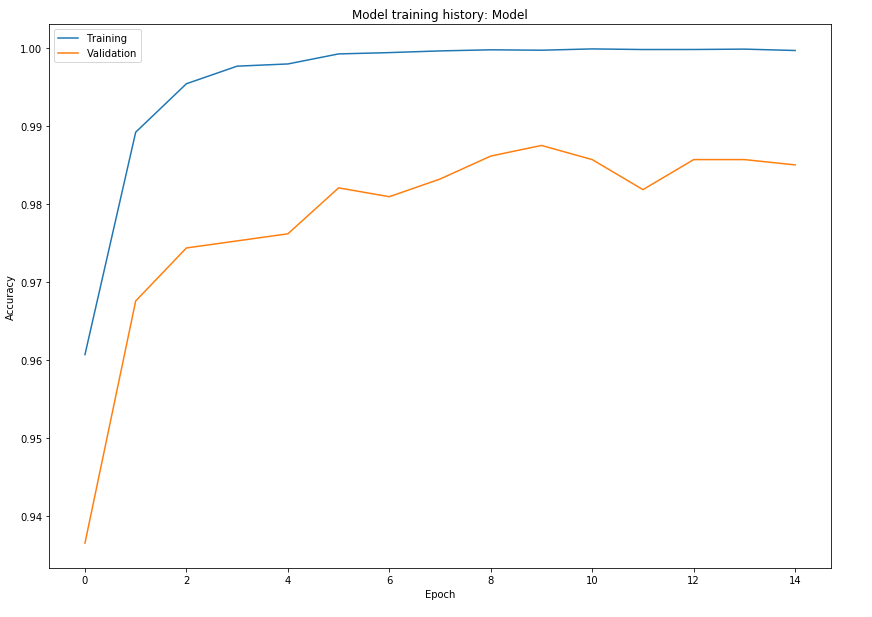 Model training history: Model
Training
Validation
1.00
0.99
0.98
0.97
0.96
0.95
0.94
Accuracy
0 2 4 6 8 10 12 14
Epoch